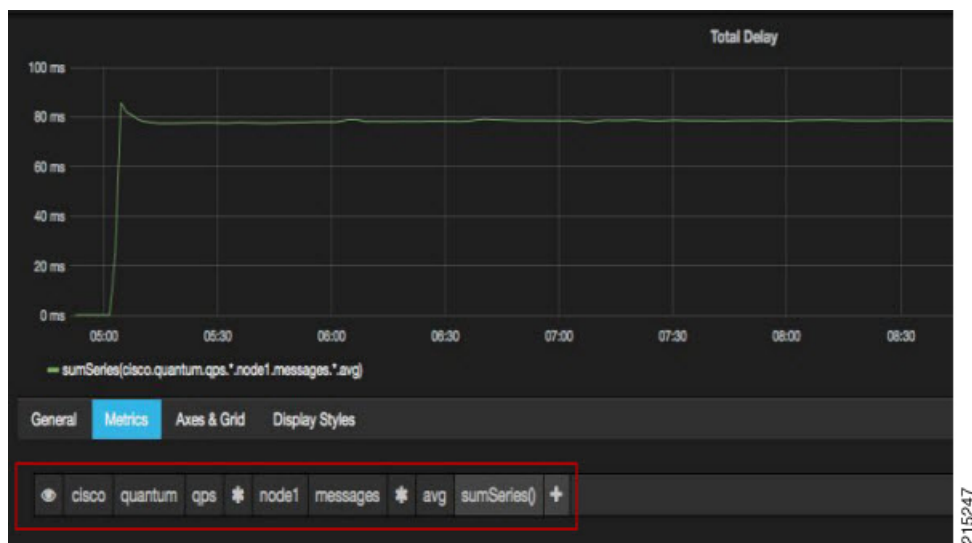 Total Delay
100 ms
80 ms
60 ms
40 ms
20 ms
0 ms
05:00 05:30 06:00 06:30 07:00 07:30 08:00 08:30
sumSeries(cisco.quantum.qps.*.node1.messages.*.avg)
General Metrics Axes & Grid Display Styles
cisco quantum qps * node1 messages * avg sumSeries() +
215247